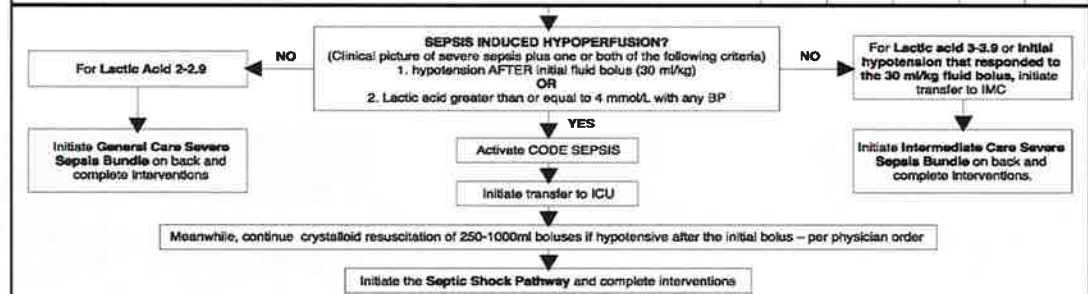 SEPSIS INDUCED HYPOPERFUSION?
(Clinical picture of severe sepsis plus one or both of the following criteria)
1. hypotension AFTER initial fluid bolus (30 ml/kg)
OR
2. Lactic acid greater than or equal to 4 mmol/L with any BP
NO
For Lactic Acid 2-2.9
Initiate General Care Severe
Sepsis Bundle on back and
complete interventions
NO
For Lactic acid 3-3.9 or initial
hypotension that responded to
the 30 ml/kg fluid bolus, initiate
transfer to IMC
Initiate Intermediate Care Severe
Sepsis Bundle on back and
complete interventions.
YES
Activate CODE SEPSIS
Initiate transfer to ICU
Meanwhile, continue crystalloid resuscitation of 250-1000ml boluses if hypotensive after the initial bolus – per physician order
Initiate the Septic Shock Pathway and complete interventions